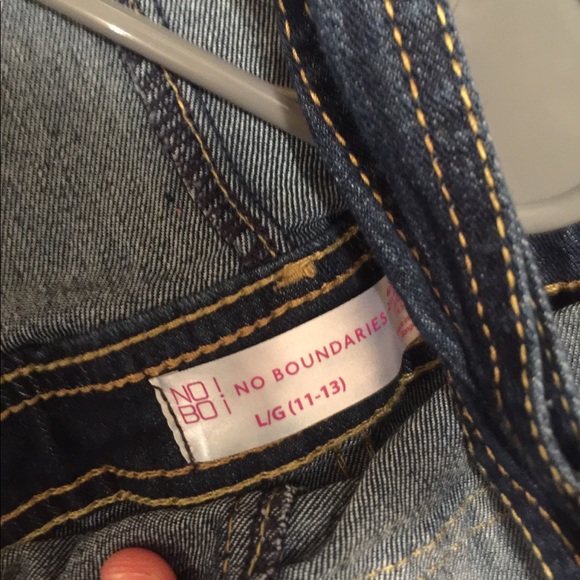 NO!
BO¡
NO BOUNDARIES
L/G (11-13)